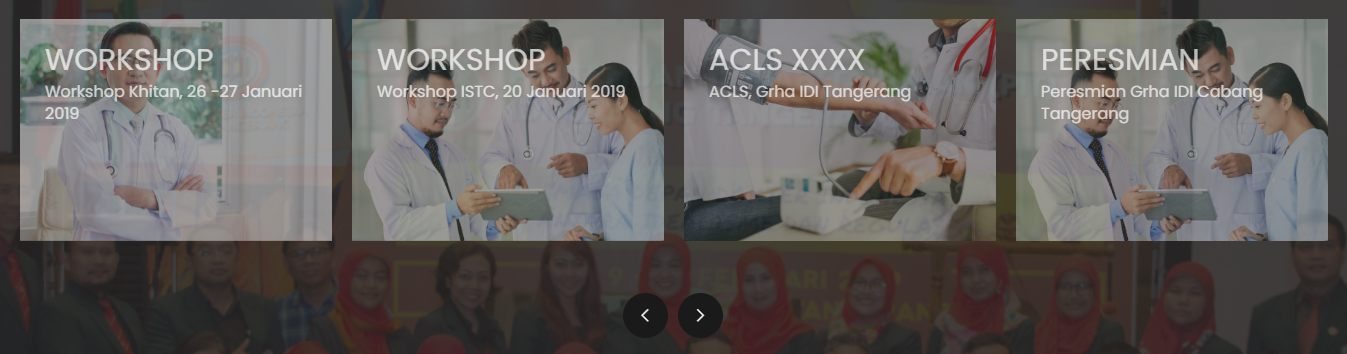 WORKSHOP
Workshop Khitan, 26 -27 Januari
2019
WORKSHOP
Workshop ISTC, 20 Januari 2019
ACLS XXXX
ACLS, Grha IDI Tangerang
PERESMIAN
Peresmian Grha IDI Cabang
Tangerang